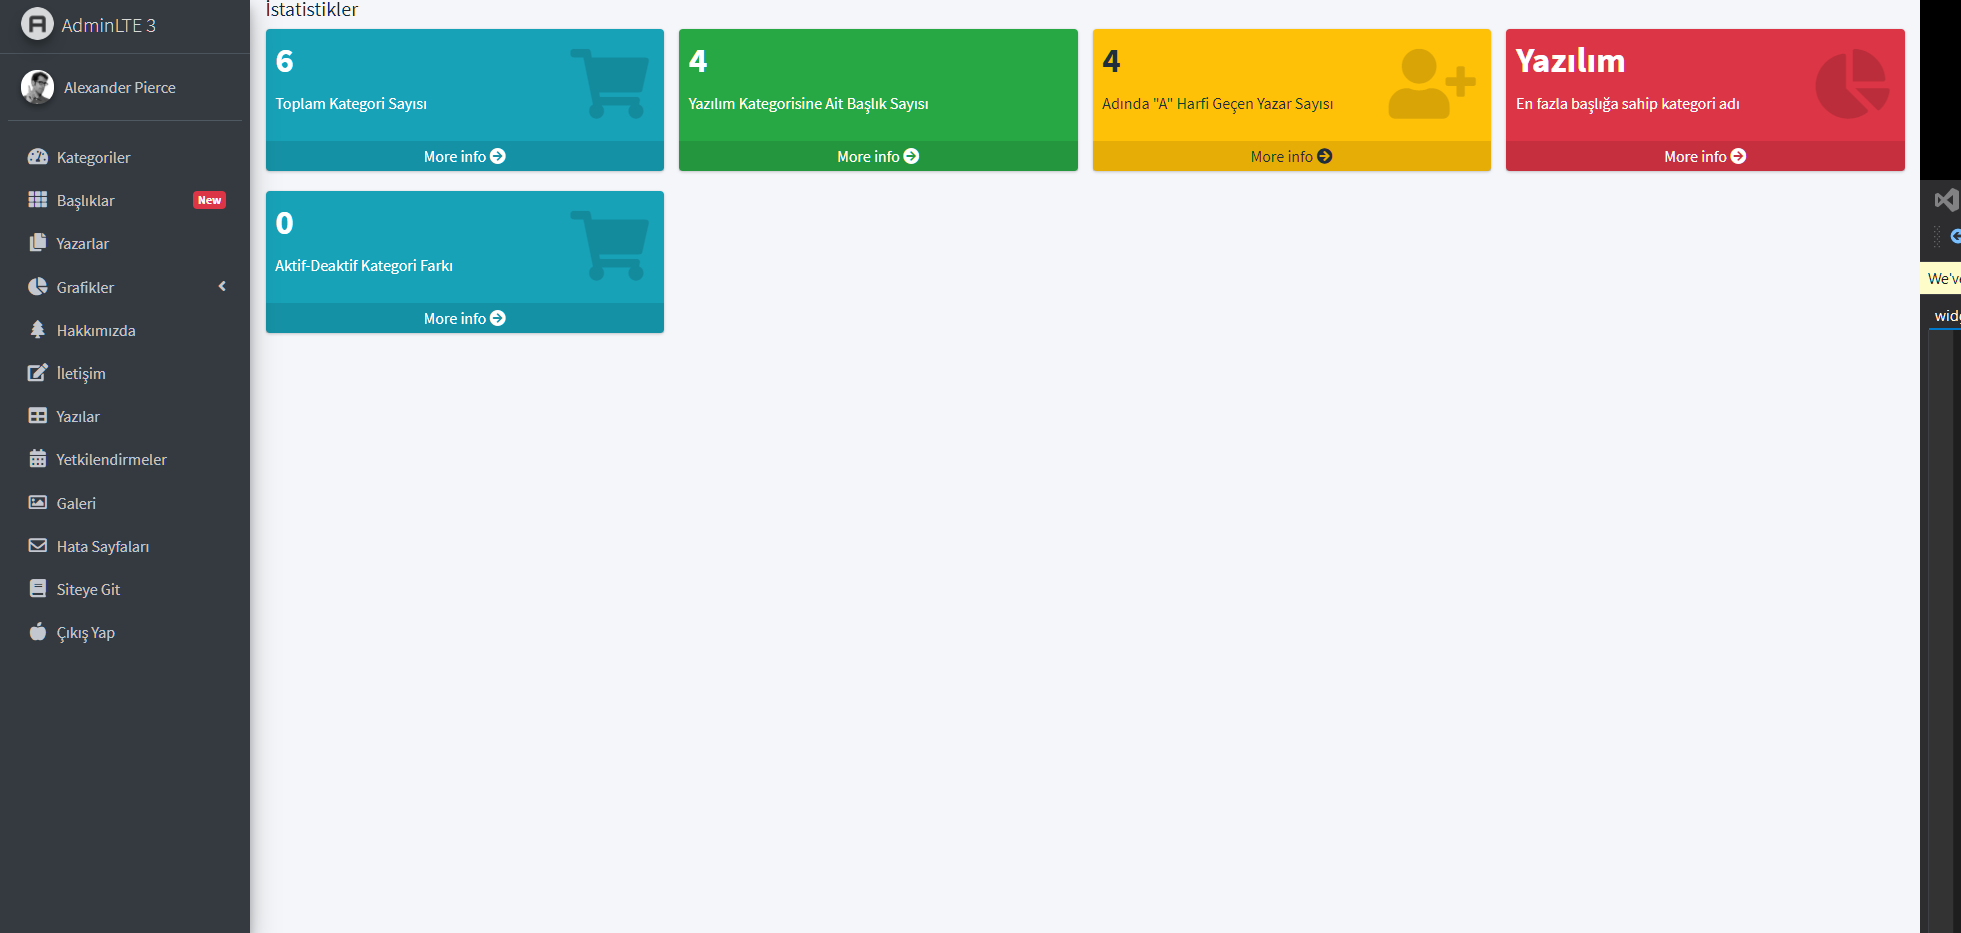 AdminLTE 3
Alexander Pierce
Kategoriler
Başlıklar New
Yazarlar
Grafikler
Hakkımızda
İletişim
Yazılar
Yetkilendirmeler
Galeri
Hata Sayfaları
Siteye Git
Çıkış Yap
İstatistikler
6
Toplam Kategori Sayısı
More info
4
Yazılım Kategorisine Ait Başlık Sayısı
More info
4
Adında "A" Harfi Geçen Yazar Sayısı
More info
Yazılım
En fazla başlığa sahip kategori adı
More info
0
Aktif-Deaktif Kategori Farkı
More info